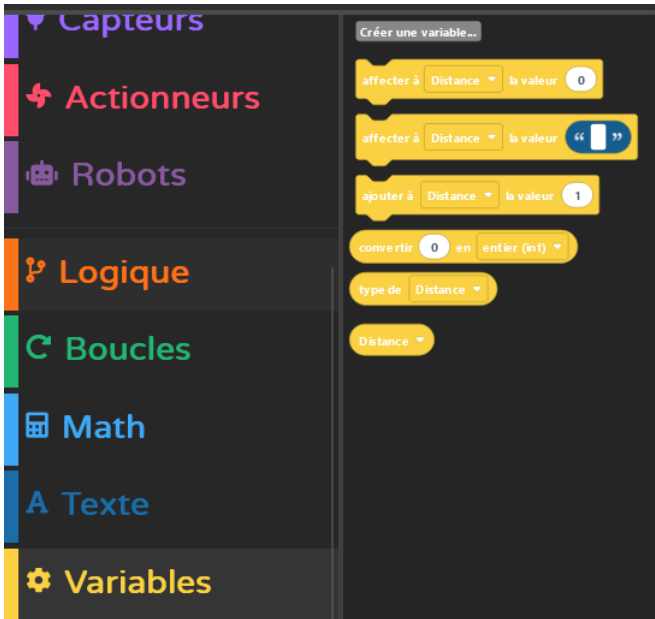 Capteurs
Actionneurs
Robots
Logique
Boucles
Math
Texte
Variables
Créer une variable...
affecter à Distance la valeur 0
affecter à Distance la valeur “ ”
ajouter à Distance la valeur 1
convertir 0 en entier (int)
type de Distance
Distance